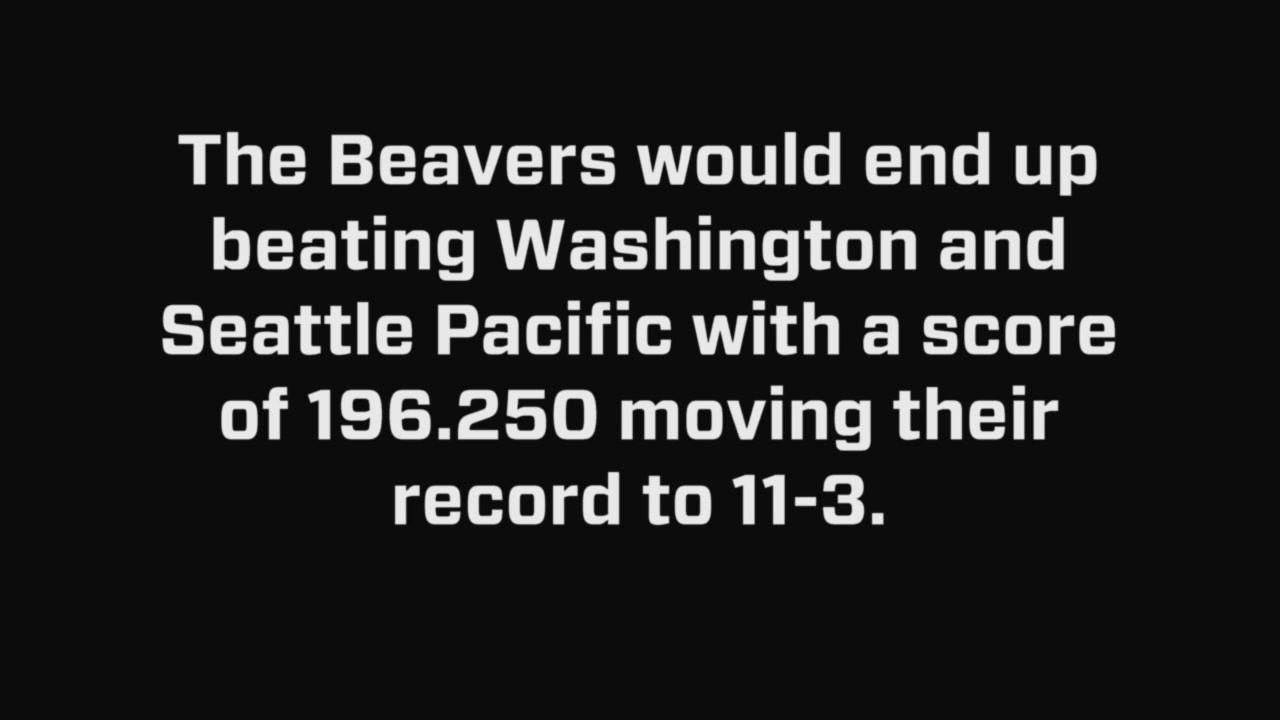 The Beavers would end up
beating Washington and
Seattle Pacific with a score
of 196.250 moving their
record to 11-3.